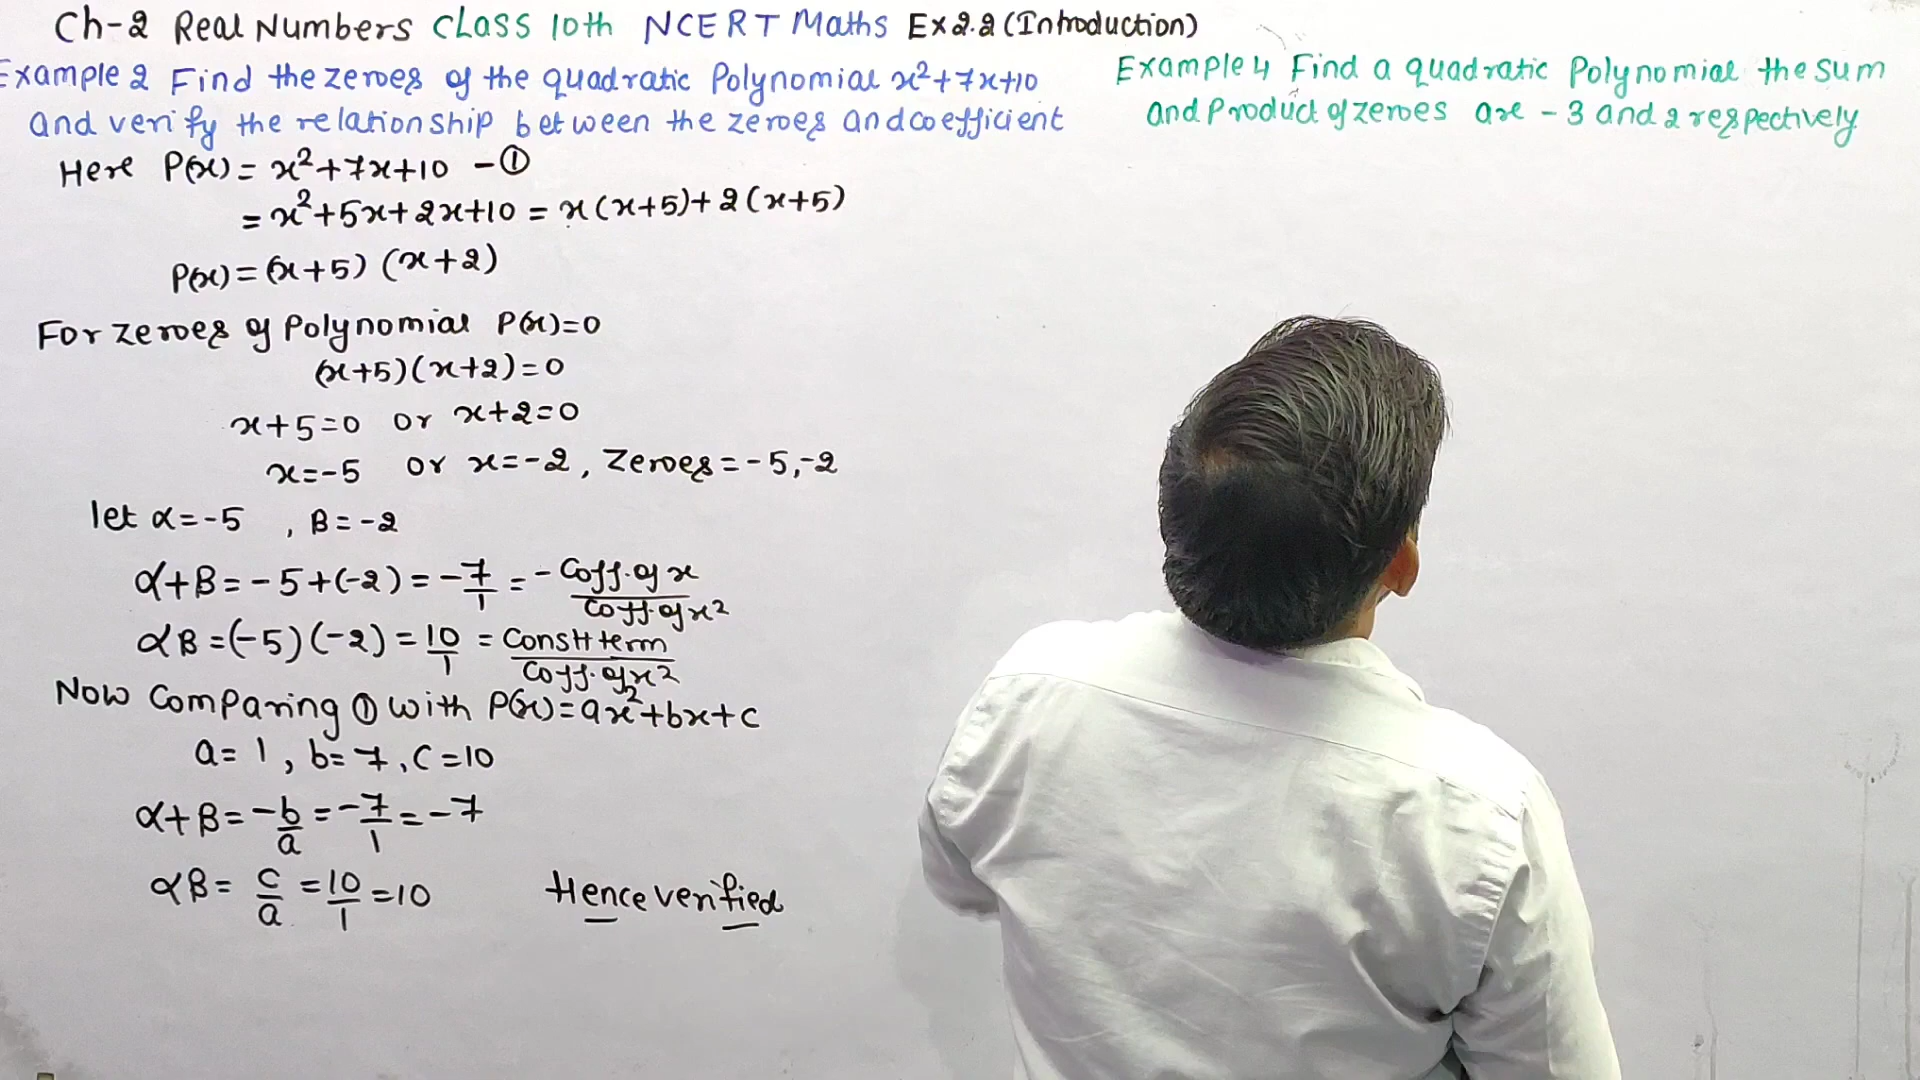 Ch-2 Real Numbers Class 10th NCERT Maths Ex2.2 (Introduction)
Example 2 Find the zeroes of the quadratic Polynomial x²+7x+10
and verify the relationship between the zeroes and coefficient
Here P(x) = x²+7x+10 -①
= x²+5x+2x+10 = x(x+5)+2(x+5)
P(x) = (x+5) (x+2)
For zeroes of Polynomial P(x)=0
(x+5)(x+2)=0
x+5=0 or x+2=0
x=-5 or x=-2, Zeroes=-5,-2
let α=-5 , β=-2
α+β=-5+(-2)=-7/1=-Coff.of x/Coff.of x²
αβ=(-5)(-2)=10/1=Constt term/Coff.of x²
Now Comparing ① with P(x)=ax²+bx+c
a=1, b=7, C=10
α+β=-b/a=-7/1=-7
αβ= c/a =10/1=10 Hence verified
Example 4 Find a quadratic Polynomial the sum
and Product of zeroes are -3 and 2 respectively